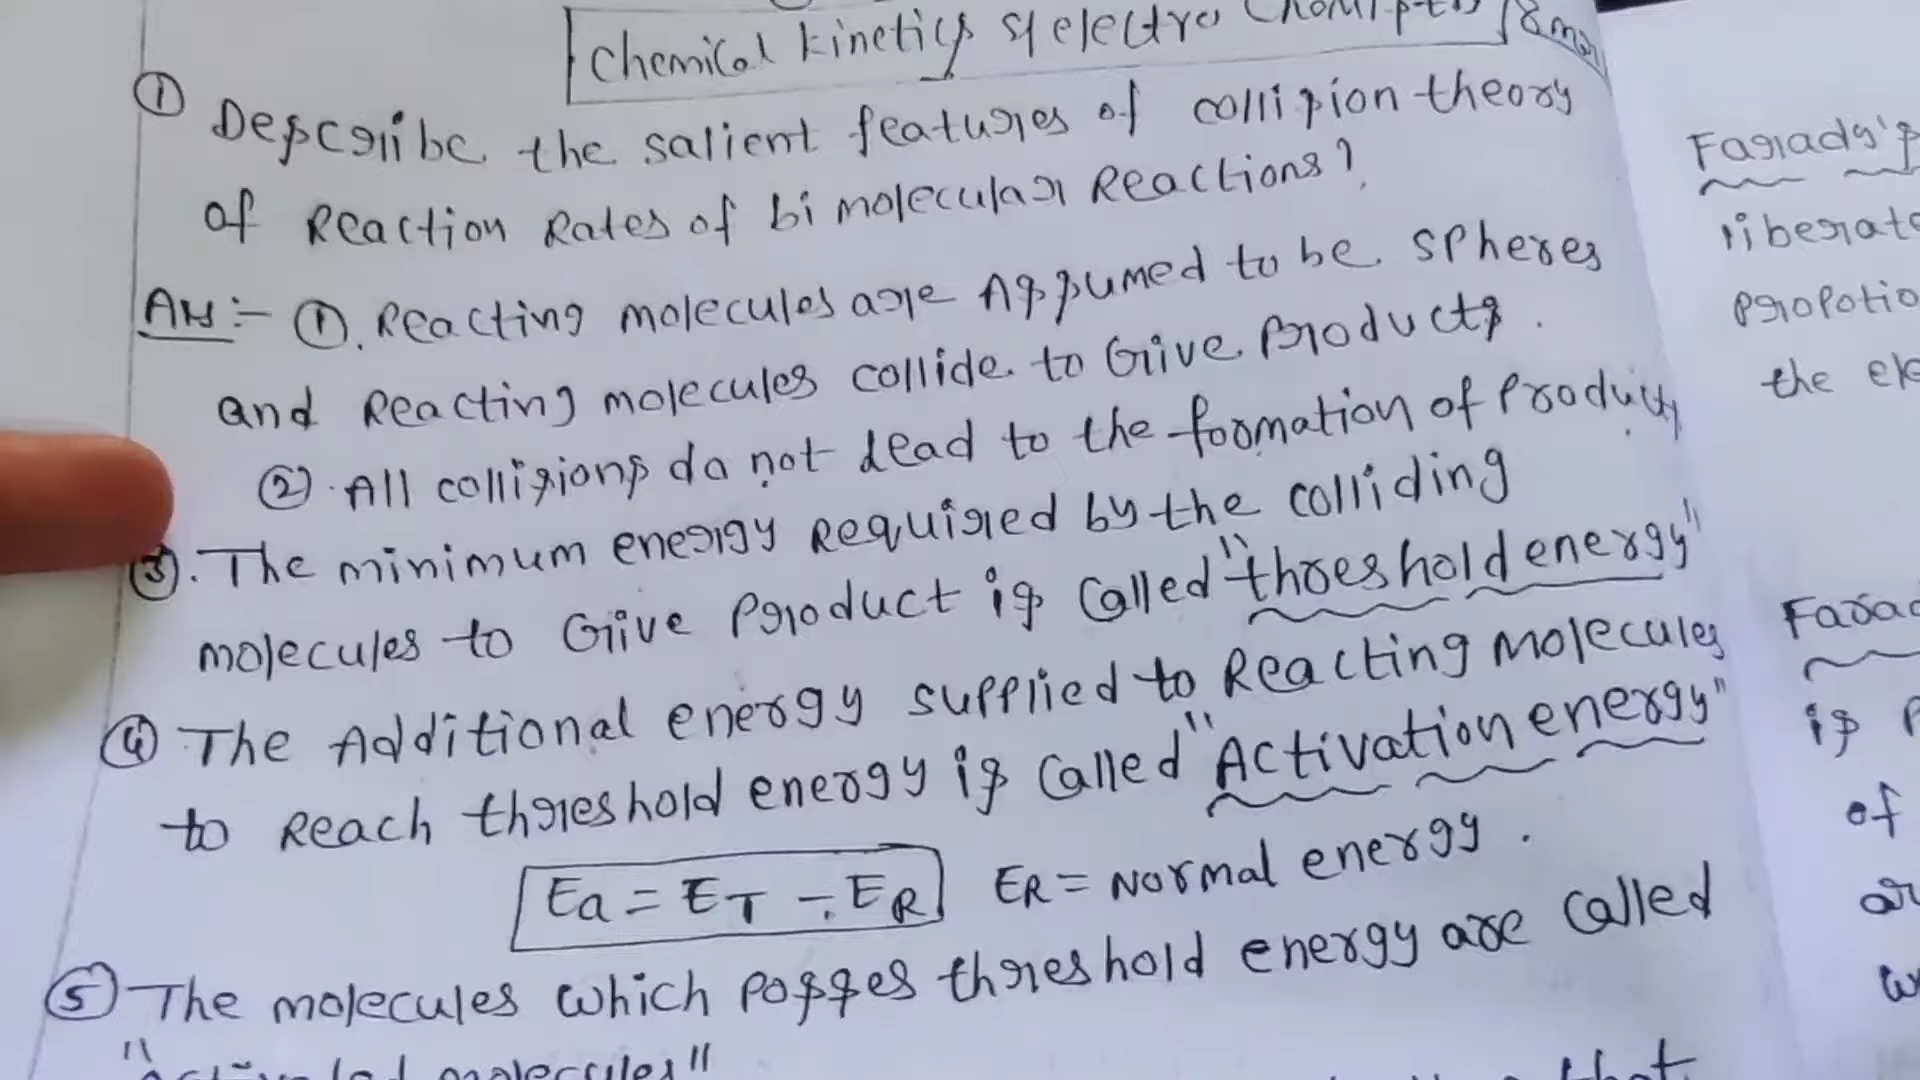 Chemical kinetics & electro
① Describe the salient features of collision theory
of Reaction Rates of bi molecular Reactions?
Ans :- ①. Reacting molecules are Assumed to be spheres
and Reacting molecules collide to Give Products.
②. All collisions do not lead to the formation of Products
③. The minimum energy Required by the colliding
molecules to Give Product is called "threshold energy"
④ The Additional energy supplied to Reacting molecules
to Reach threshold energy is called "Activation energy"
Ea = ET - ER ER = Normal energy.
⑤ The molecules which posses threshold energy are called
molecules"
that
Faraday's
liberate
Propotio
the ele
Farad
is P
of
ar
w